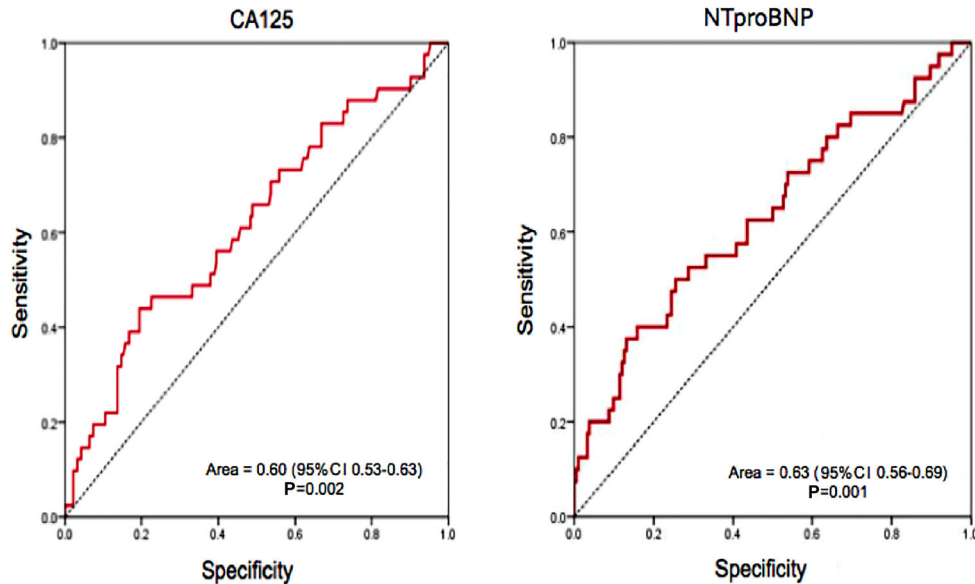 CA125
1.0
0.8
0.6
0.4
0.2
0.0
Sensitivity
Area = 0.60 (95%CI 0.53-0.63)
P=0.002
0.0 0.2 0.4 0.6 0.8 1.0
Specificity
NTproBNP
1.0
0.8
0.6
0.4
0.2
0.0
Sensitivity
Area = 0.63 (95%CI 0.56-0.69)
P=0.001
0.0 0.2 0.4 0.6 0.8 1.0
Specificity